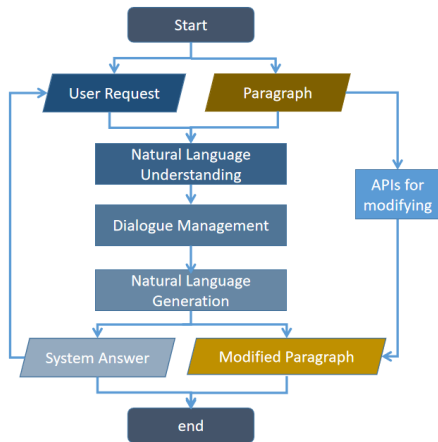 Start
User Request
Paragraph
Natural Language
Understanding
APIs for
modifying
Dialogue Management
Natural Language
Generation
System Answer
Modified Paragraph
end